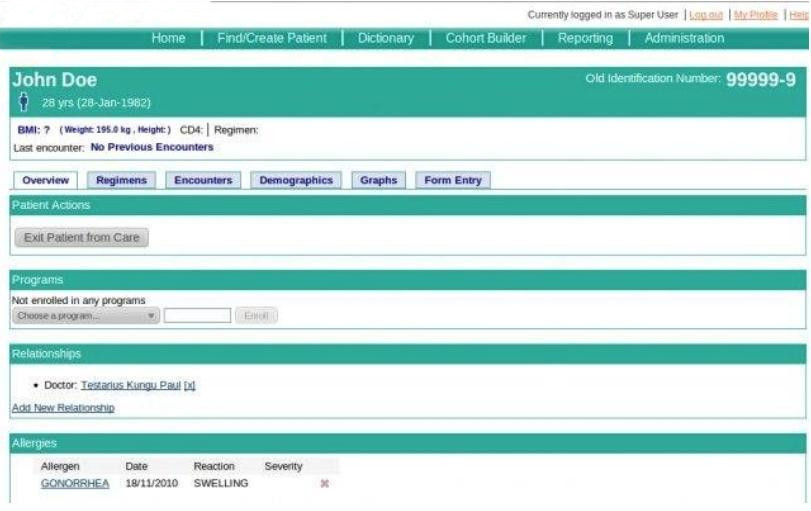 Currently logged in as Super User | Log out | My Profile | Help
Home | Find/Create Patient | Dictionary | Cohort Builder | Reporting | Administration
John Doe Old Identification Number: 99999-9
28 yrs (28-Jan-1982)
BMI: ? (Weight: 195.0 kg , Height: ) CD4: | Regimen:
Last encounter: No Previous Encounters
Overview Regimens Encounters Demographics Graphs Form Entry
Patient Actions
Exit Patient from Care
Programs
Not enrolled in any programs
Choose a program... Enroll
Relationships
• Doctor: Testarius Kungu Paul [x]
Add New Relationship
Allergies
Allergen Date Reaction Severity
GONORRHEA 18/11/2010 SWELLING